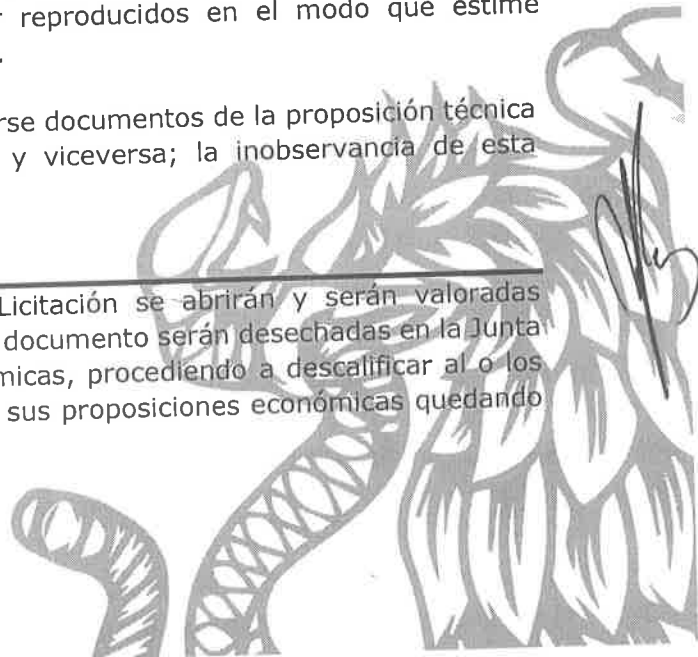 reproducidos en el modo que estime
rse documentos de la proposición técnica
y viceversa; la inobservancia de esta
Licitación se abrirán y serán valoradas
documento serán desechadas en la Junta
micas, procediendo a descalificar al o los
sus proposiciones económicas quedando